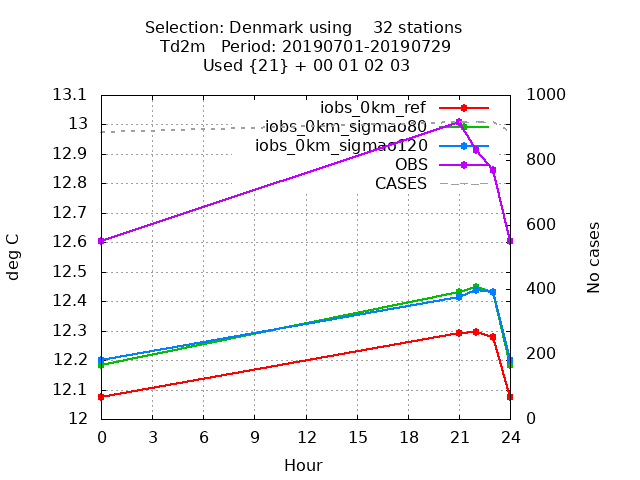 Selection: Denmark using    32 stations
Td2m   Period: 20190701-20190729
Used {21} + 00 01 02 03
13.1
13
12.9
12.8
12.7
12.6
12.5
12.4
12.3
12.2
12.1
12
deg C
iobs_0km_ref
iobs_0km_sigmao80
iobs_0km_sigmao120
OBS
CASES
1000
800
600
400
200
0
No cases
0 3 6 9 12 15 18 21 24
Hour